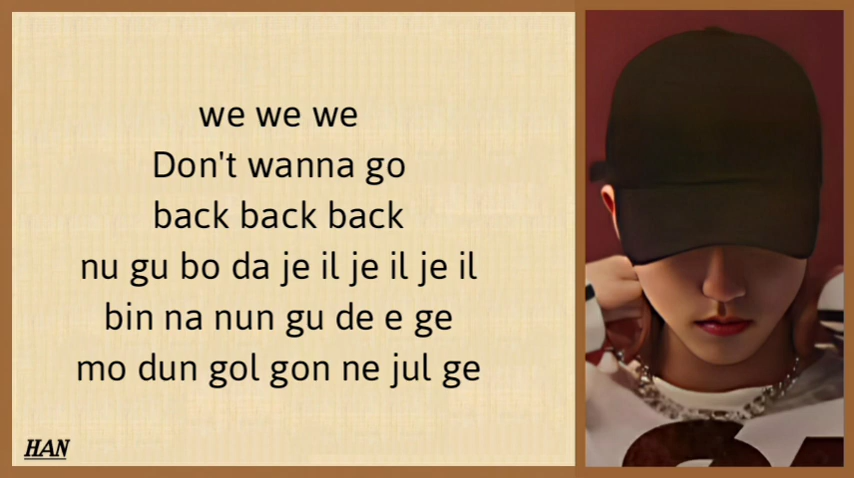 we we we
Don't wanna go
back back back
nu gu bo da je il je il je il
bin na nun gu de e ge
mo dun gol gon ne jul ge
HAN